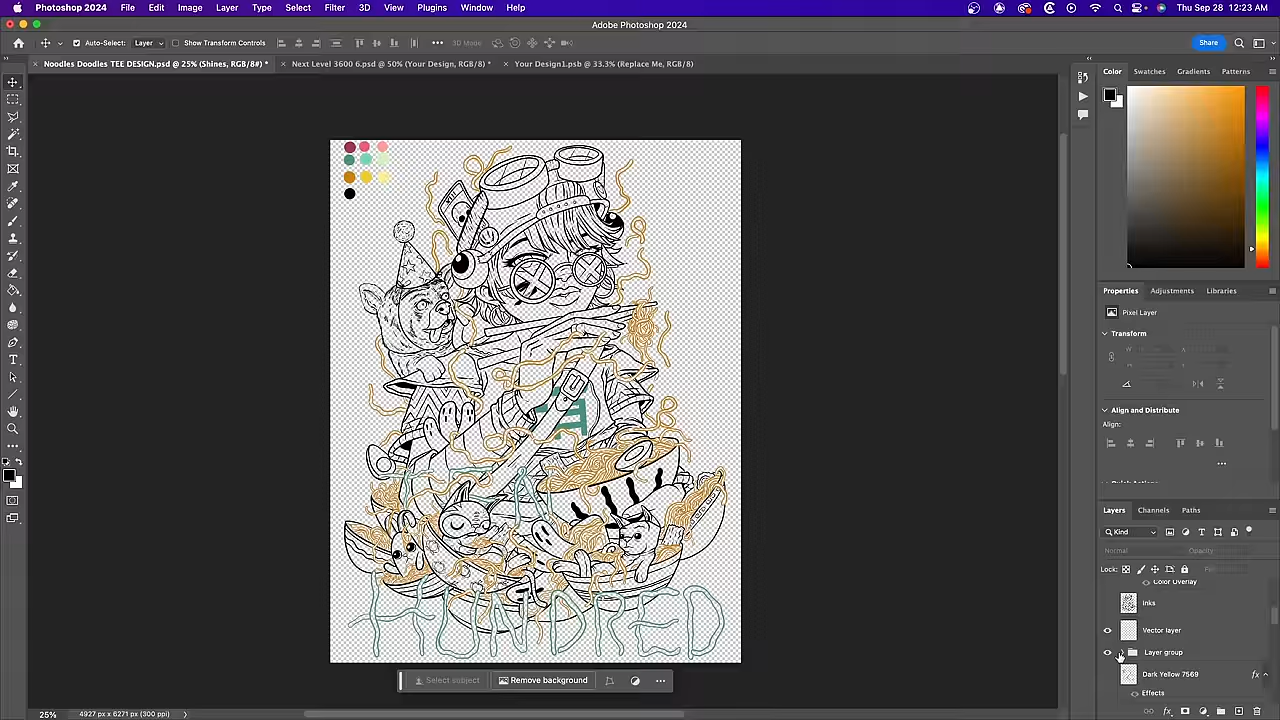 Photoshop 2024 File Edit Image Layer Type Select Filter 3D View Plugins Window Help Thu Sep 28 12:23 AM
Adobe Photoshop 2024
Auto-Select: Layer Show Transform Controls 3D Mode Share
Noodles Doodles TEE DESIGN.psd @ 25% (Shines, RGB/8#) * Next Level 3600 6.psd @ 50% (Your Design, RGB/8) * Your Design1.psb @ 33.3% (Replace Me, RGB/8)
Color Swatches Gradients Patterns
Properties Adjustments Libraries
Pixel Layer
Transform
W
X
H
Y
Align and Distribute
Align:
HUNDRED
Layers Channels Paths
Kind
Normal Opacity
Lock:
Color Overlay
Inks
Vector layer
Layer group
Dark Yellow 7569 fx
Effects
Select subject Remove background
25% 4927 px x 6271 px (300 ppi)